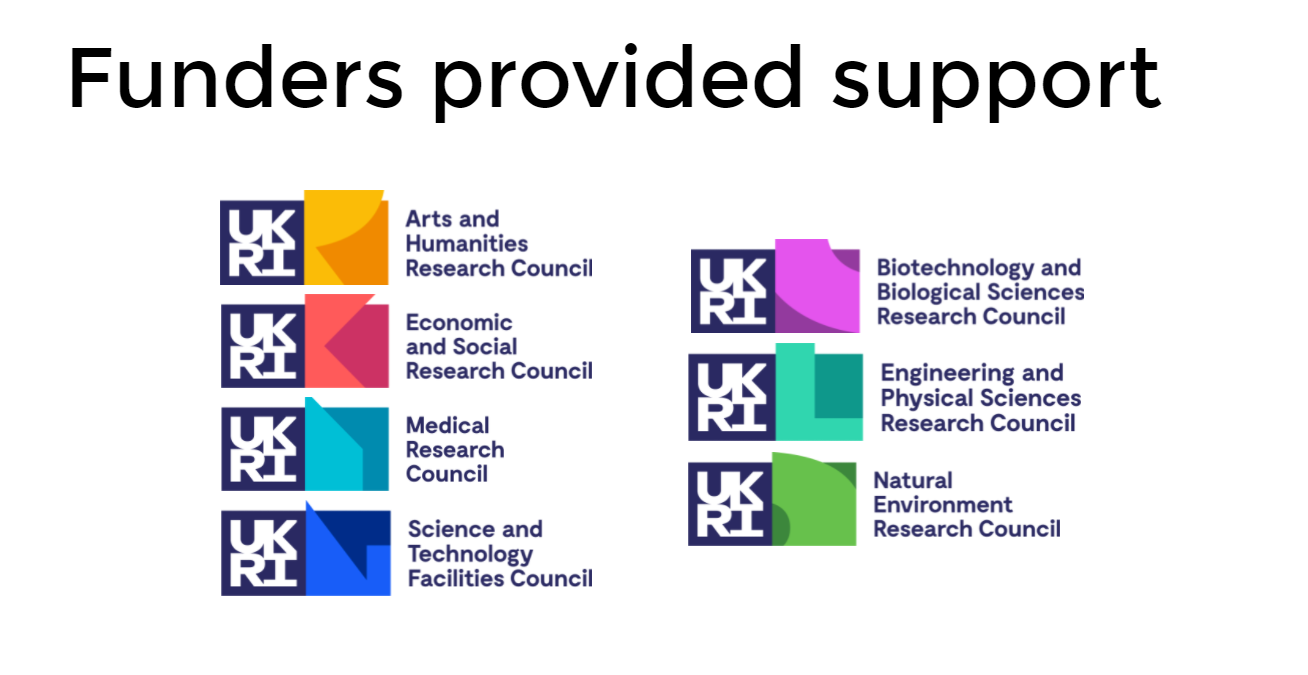 Funders provided support
UK
RI
Arts and
Humanities
Research Council
UK
RI
Economic
and Social
Research Council
UK
RI
Medical
Research
Council
UK
RI
Science and
Technology
Facilities Council
UK
RI
Biotechnology and
Biological Sciences
Research Council
UK
RI
Engineering and
Physical Sciences
Research Council
UK
RI
Natural
Environment
Research Council